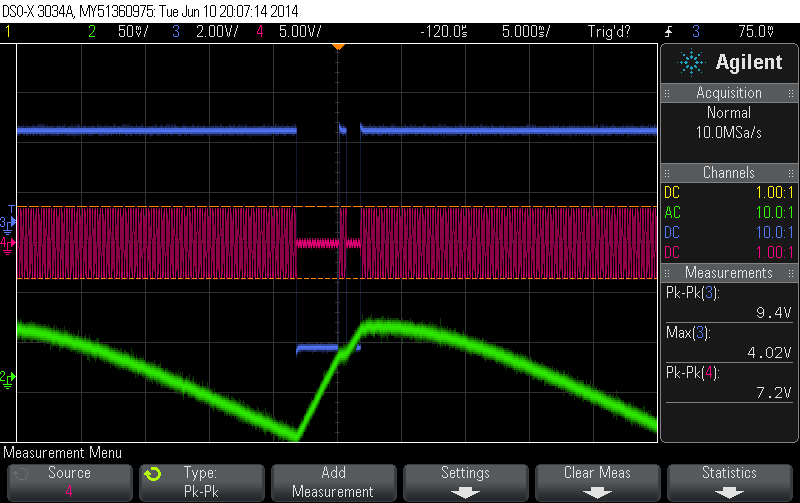 DSO-X 3034A, MY51360975: Tue Jun 10 20:07:14 2014
1 2 50V/ 3 2.00V/ 4 5.00V/ -120.0s 5.000s/ Trig'd? 3 75.0V
Agilent
Acquisition
Normal
10.0MSa/s
Channels
DC 1.00:1
AC 10.0:1
DC 10.0:1
DC 1.00:1
Measurements
Pk-Pk(3):
9.4V
Max(3):
4.02V
Pk-Pk(4):
7.2V
T
3
4
2
Measurement Menu
Source
4
Type:
Pk-Pk
Add
Measurement
Settings
Clear Meas
Statistics